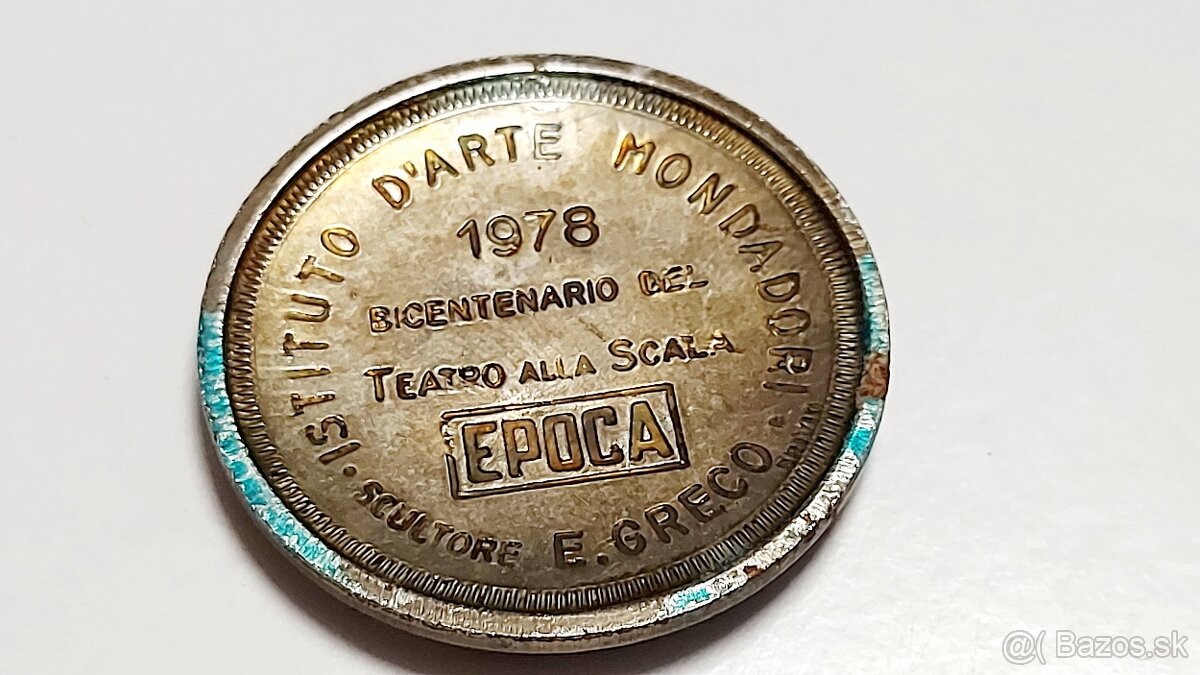 ISTITUTO D'ARTE MONDADORI
1978
BICENTENARIO DEL
TEATRO ALLA SCALA
EPOCA
SCULTORE E. GRECO
@( Bazos.sk